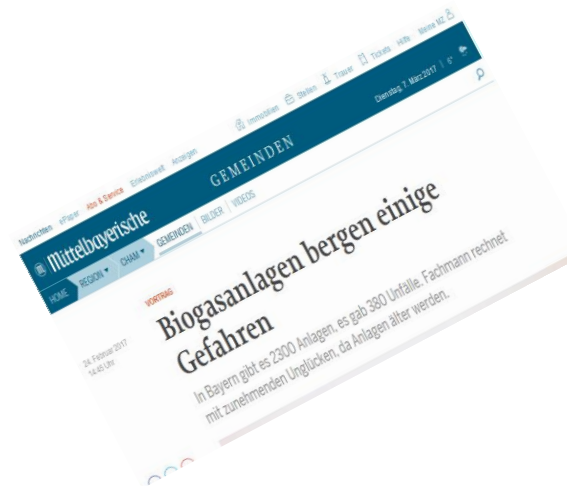 Nachrichten ePaper Abo & Service Erlebniswelt Anzeigen Immobilien Stellen Trauer Tickets Hilfe Meine MZ
Mittelbayerische GEMEINDEN Dienstag, 7. März 2017 6°
HOME REGION CHAM GEMEINDEN BILDER VIDEOS
VORTRAG
24. Februar 2017
14:45 Uhr
Biogasanlagen bergen einige
Gefahren
In Bayern gibt es 2300 Anlagen, es gab 380 Unfälle. Fachmann rechnet
mit zunehmenden Unglücken, da Anlagen älter werden.